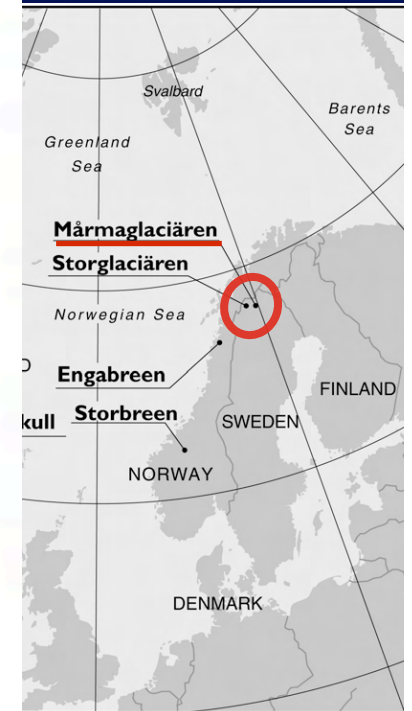 Svalbard
Barents
Sea
Greenland
Sea
Mårmaglaciären
Storglaciären
Norwegian Sea
D
Engabreen
FINLAND
kull
Storbreen
SWEDEN
NORWAY
DENMARK